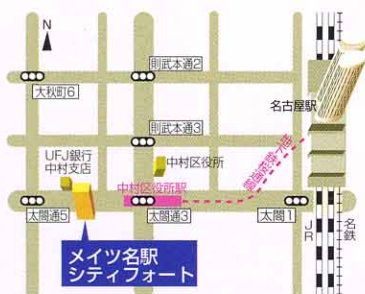 N
則武本通2
大秋町6
名古屋駅
則武本通3
UFJ銀行
中村支店
中村区役所
地下鉄桜通線
中村区役所駅
太閤通5
太閤通3
太閤1
メイツ名駅
シティフォート
JR
名鉄